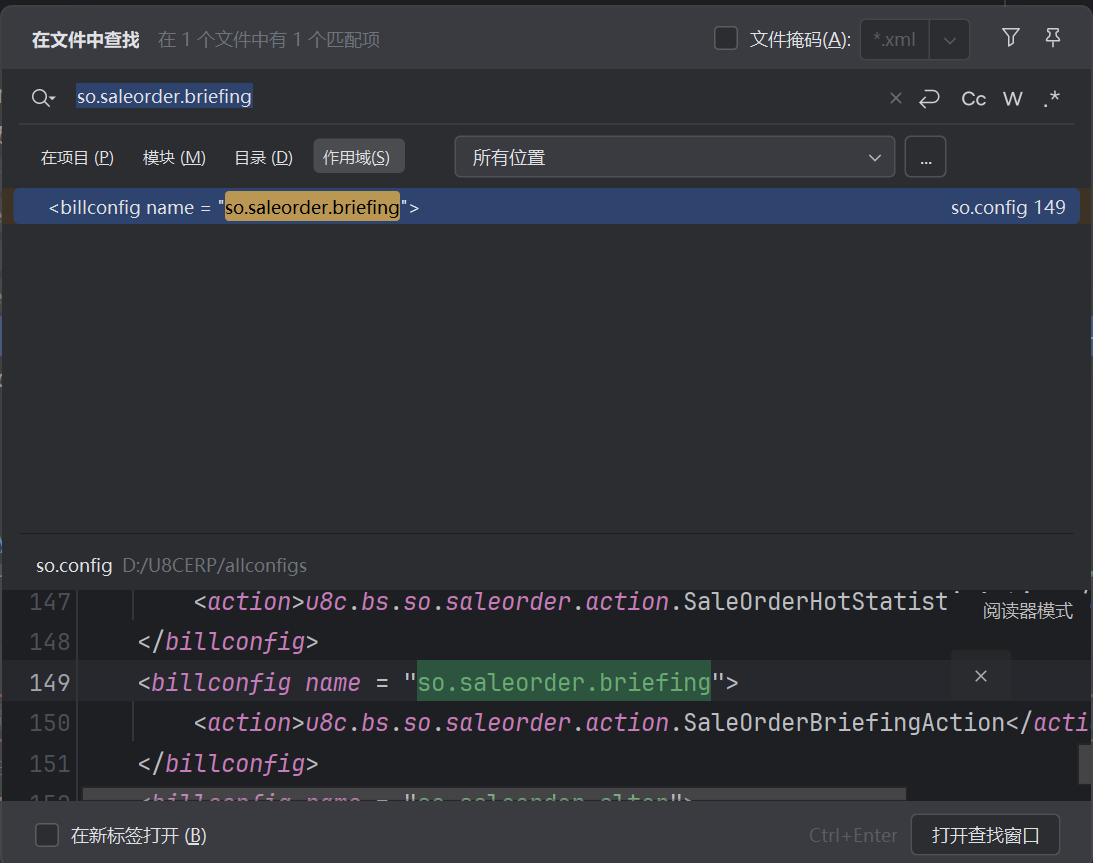 在文件中查找 在 1 个文件中有 1 个匹配项 文件掩码(A): *.xml
so.saleorder.briefing Cc W .*
在项目 (P) 模块 (M) 目录 (D) 作用域(S) 所有位置 ...
<billconfig name = "so.saleorder.briefing"> so.config 149
so.config D:/U8CERP/allconfigs
147 <action>u8c.bs.so.saleorder.action.SaleOrderHotStatist
阅读器模式
148 </billconfig>
149 <billconfig name = "so.saleorder.briefing">
150 <action>u8c.bs.so.saleorder.action.SaleOrderBriefingAction</acti
151 </billconfig>
在新标签打开 (B) Ctrl+Enter 打开查找窗口